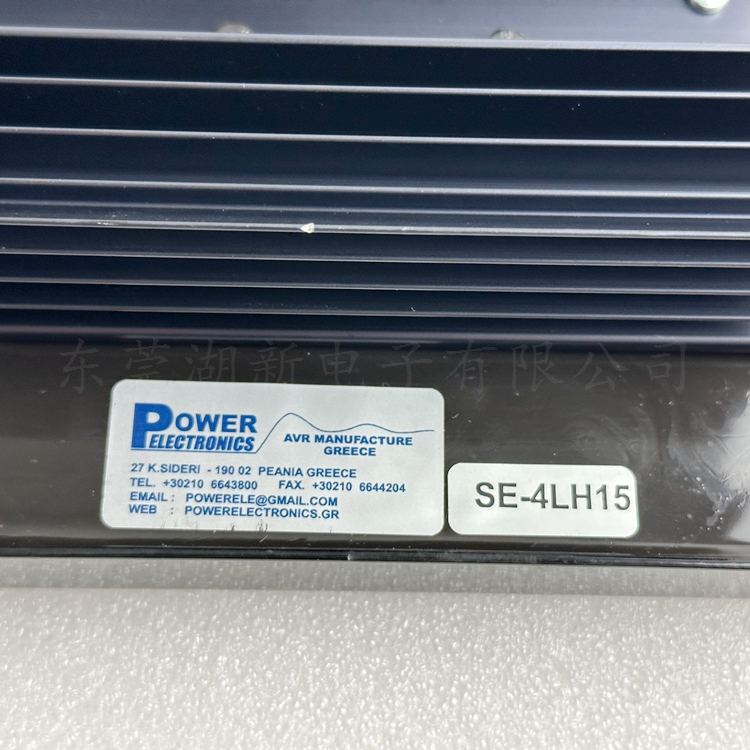 东莞湖新电子有限公司
POWER
ELECTRONICS
AVR MANUFACTURE
GREECE
27 K.SIDERI - 190 02 PEANIA GREECE
TEL. +30210 6643800 FAX. +30210 6644204
EMAIL : POWERELE@GMAIL.COM
WEB : POWERELECTRONICS.GR
SE-4LH15